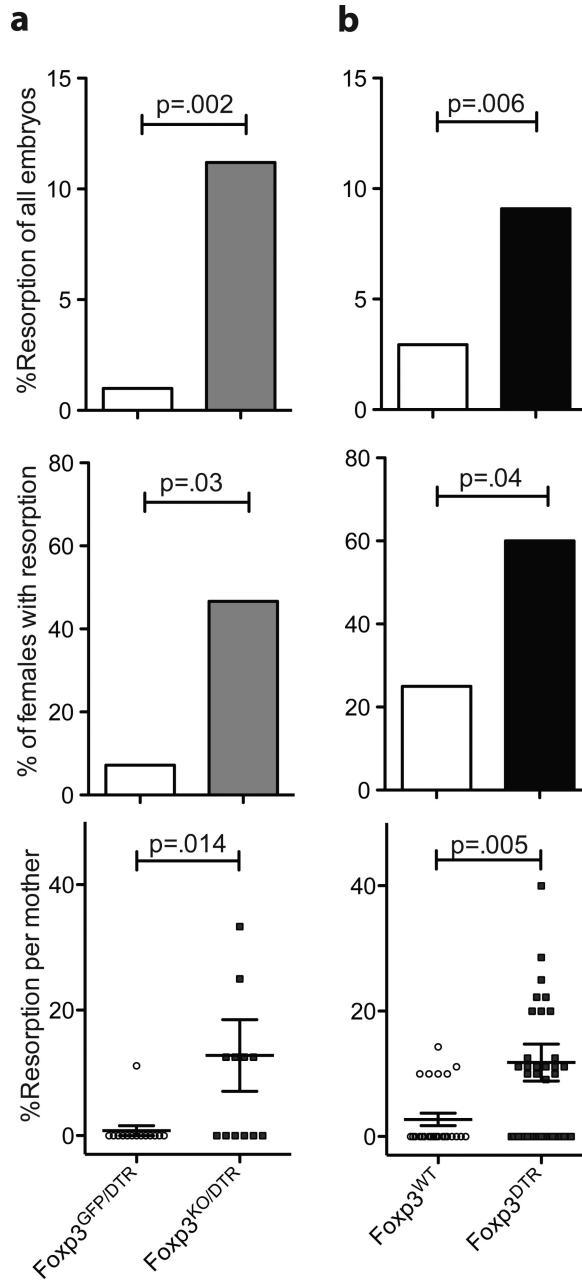 a
b
%Resorption of all embryos
15
10
5
0
p=.002
15
10
5
0
p=.006
% of females with resorption
80
60
40
20
0
p=.03
80
60
40
20
0
p=.04
%Resorption per mother
40
20
0
p=.014
40
20
0
p=.005
Foxp3GFP/DTR
Foxp3KO/DTR
Foxp3WT
Foxp3DTR